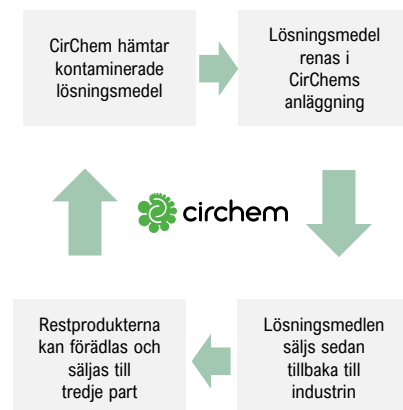 CirChem hämtar
kontaminerade
lösningsmedel
Lösningsmedel
renas i
CirChems
anläggning
circhem
Restprodukterna
kan förädlas och
säljas till
tredje part
Lösningsmedlen
säljs sedan
tillbaka till
industrin